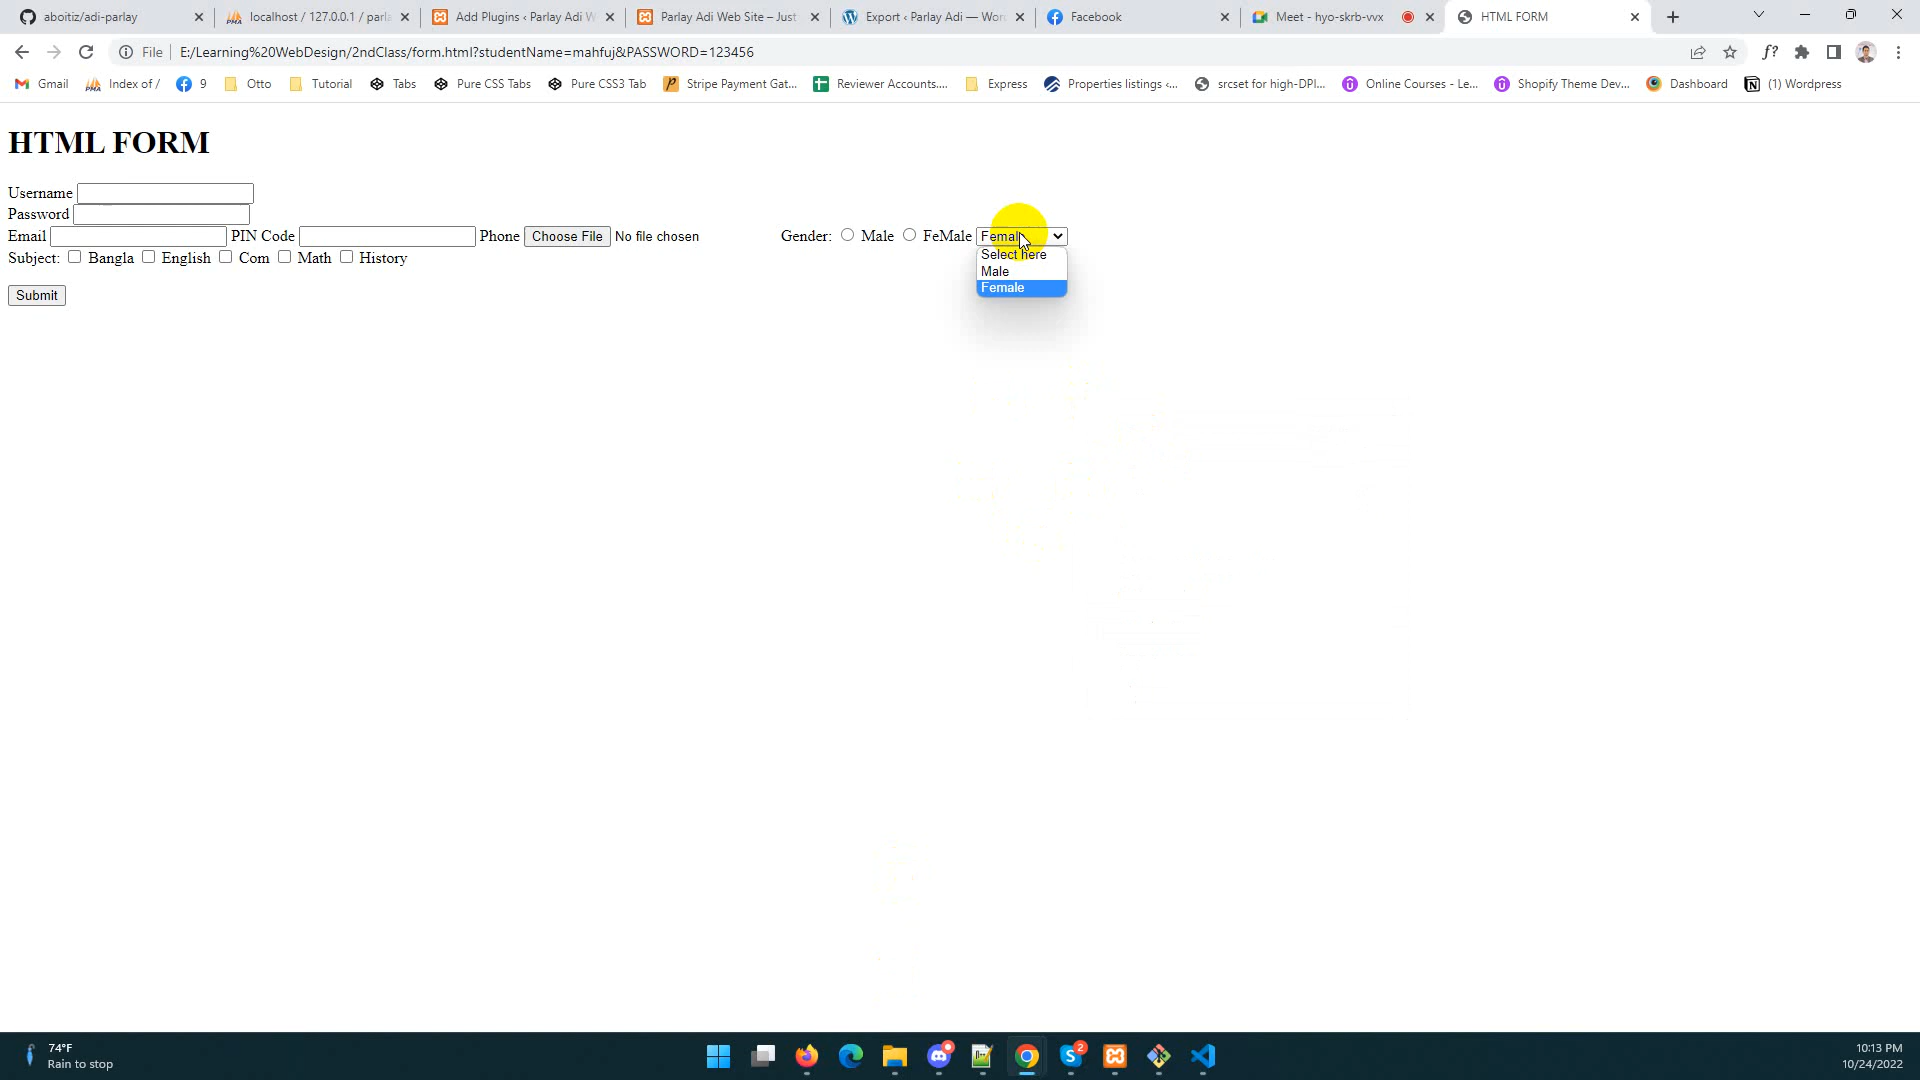 aboitiz/adi-parlay
localhost / 127.0.0.1 / parla
Add Plugins ‹ Parlay Adi W
Parlay Adi Web Site – Just
Export ‹ Parlay Adi — Wor
Facebook
Meet - hyo-skrb-vvx
HTML FORM
File
E:/Learning%20WebDesign/2ndClass/form.html?studentName=mahfuj&PASSWORD=123456
Gmail
Index of /
9
Otto
Tutorial
Tabs
Pure CSS Tabs
Pure CSS3 Tab
Stripe Payment Gat...
Reviewer Accounts....
Express
Properties listings ‹...
srcset for high-DPI...
Online Courses - Le...
Shopify Theme Dev...
Dashboard
(1) Wordpress
HTML FORM
Username
Password
Email PIN Code Phone Choose File No file chosen Gender: Male FeMale Female
Select here
Male
Female
Subject: Bangla English Com Math History
Submit
74°F
Rain to stop
2
10:13 PM
10/24/2022